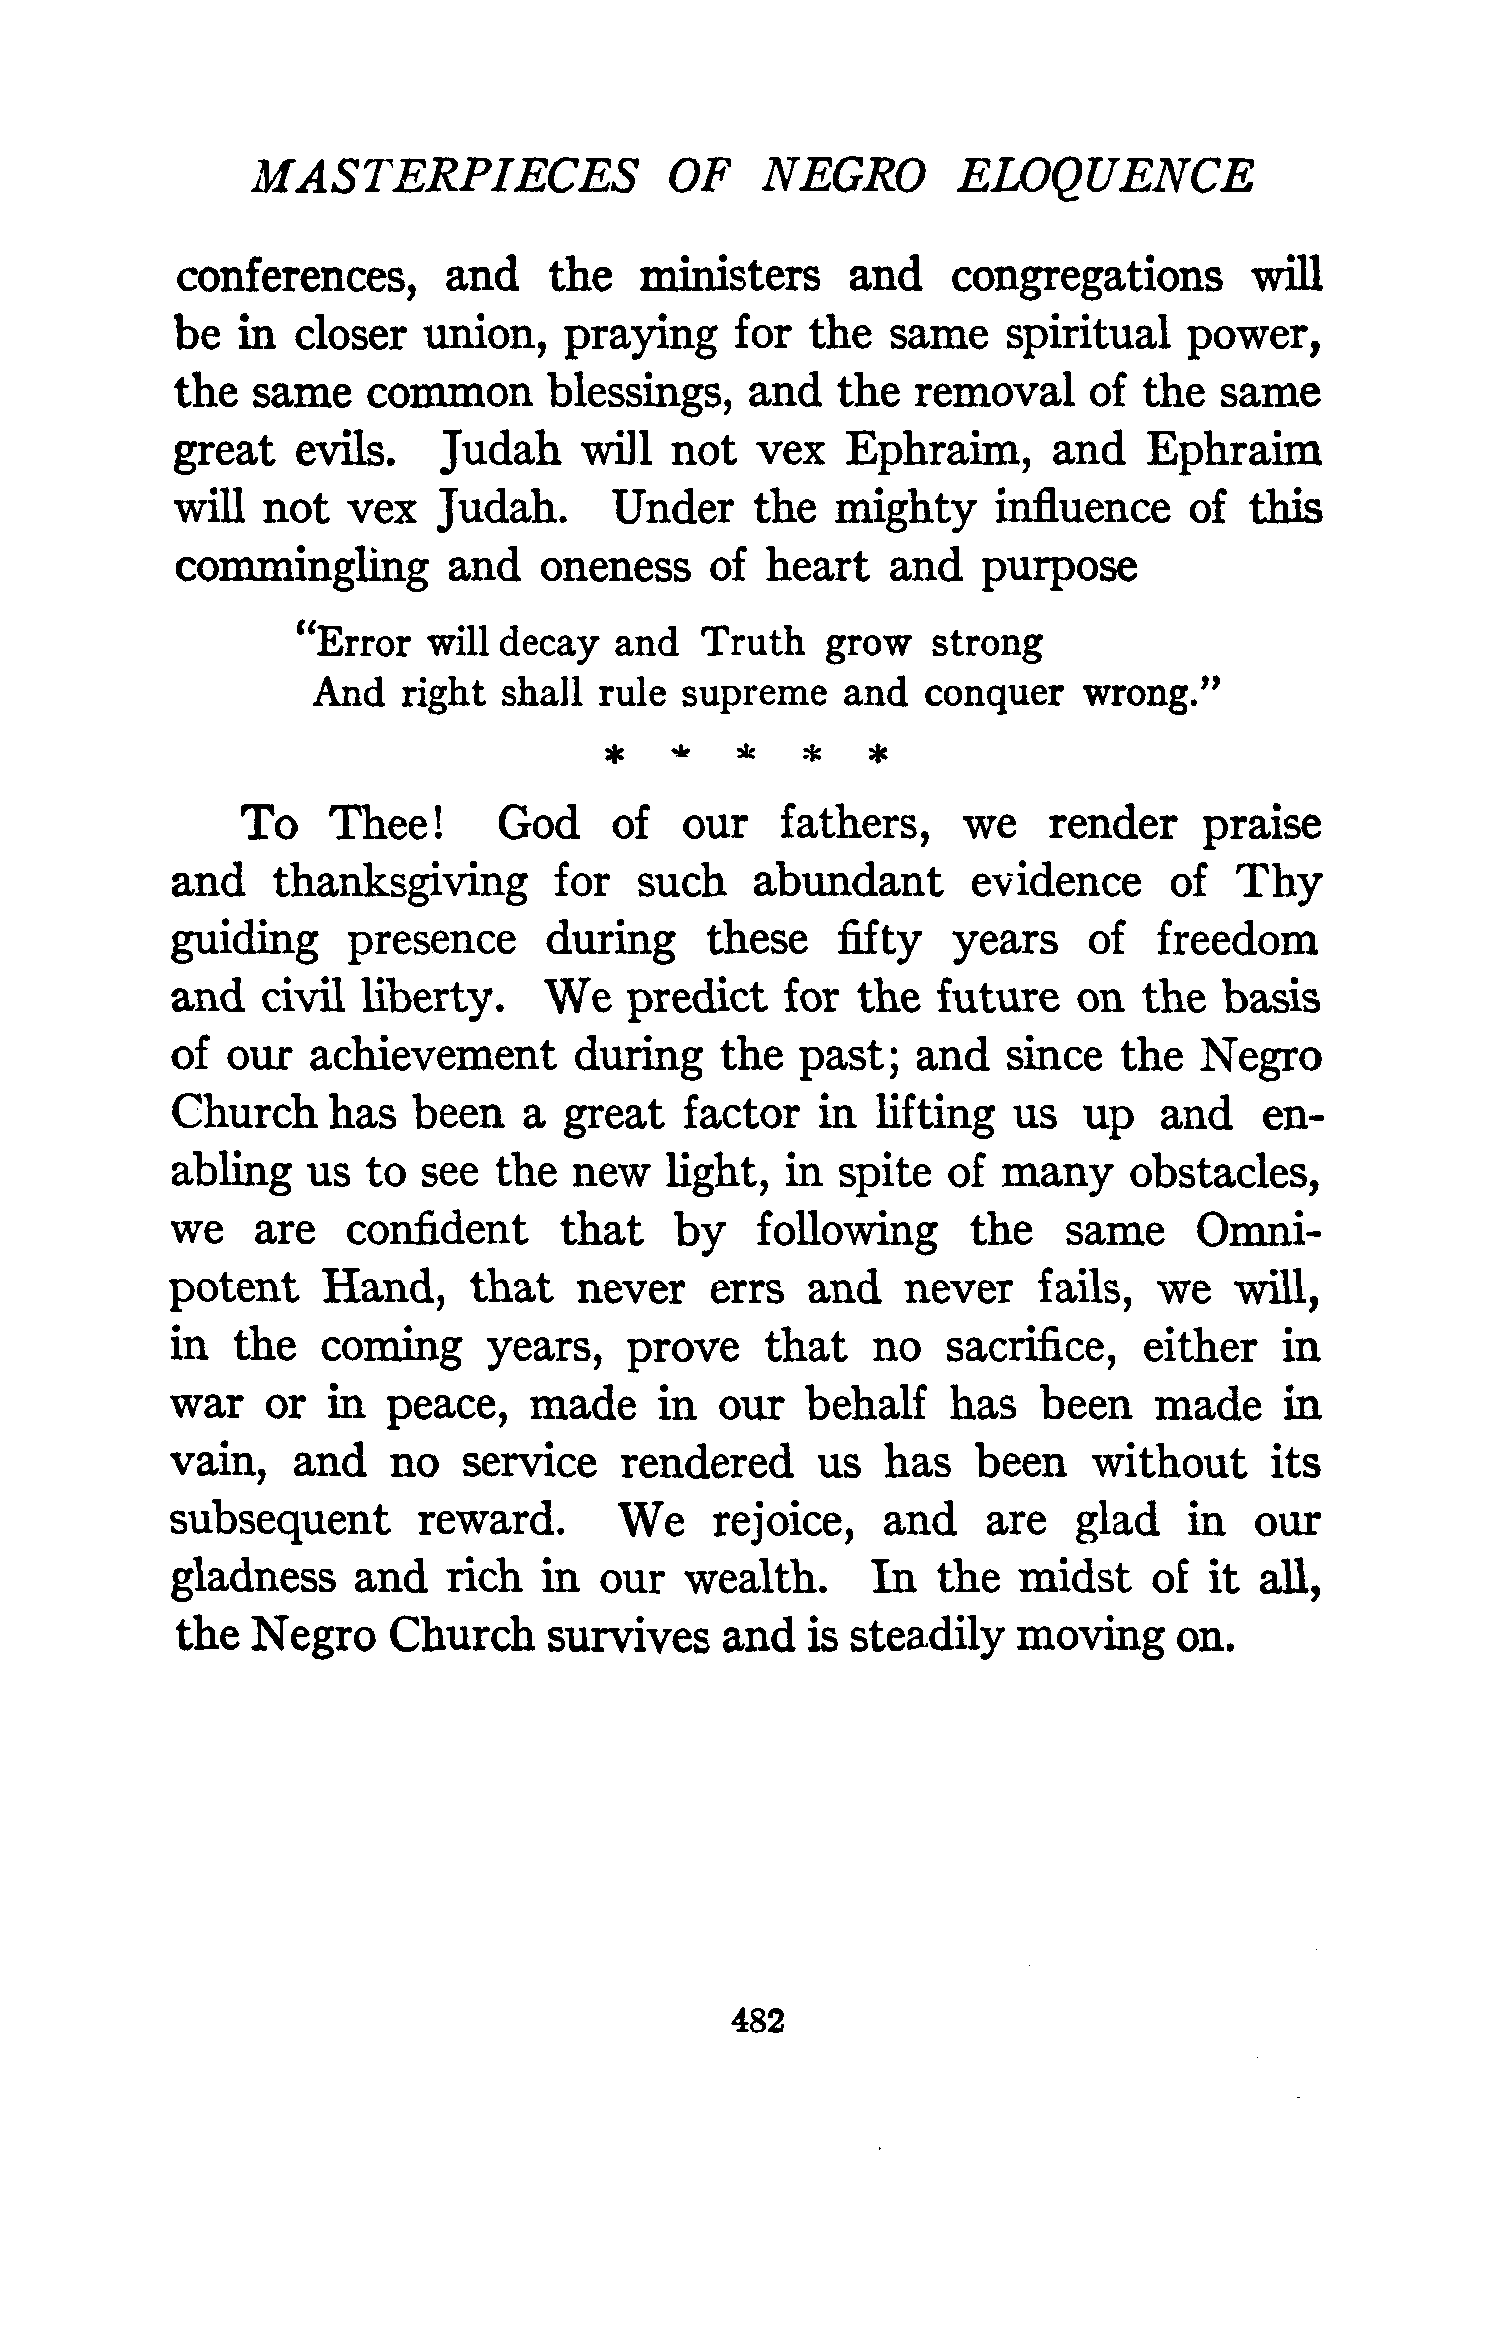 MASTERPIECES OF NEGRO ELOQUENCE
conferences, and the ministers and congregations will
be in closer union, praying for the same spiritual power,
the same common blessings, and the removal of the same
great evils. Judah will not vex Ephraim, and Ephraim
will not vex Judah. Under the mighty influence of this
commingling and oneness of heart and purpose
“Error will decay and Truth grow strong
And right shall rule supreme and conquer wrong.”
* * * * *
To Thee! God of our fathers, we render praise
and thanksgiving for such abundant evidence of Thy
guiding presence during these fifty years of freedom
and civil liberty. We predict for the future on the basis
of our achievement during the past; and since the Negro
Church has been a great factor in lifting us up and en-
abling us to see the new light, in spite of many obstacles,
we are confident that by following the same Omni-
potent Hand, that never errs and never fails, we will,
in the coming years, prove that no sacrifice, either in
war or in peace, made in our behalf has been made in
vain, and no service rendered us has been without its
subsequent reward. We rejoice, and are glad in our
gladness and rich in our wealth. In the midst of it all,
the Negro Church survives and is steadily moving on.
482